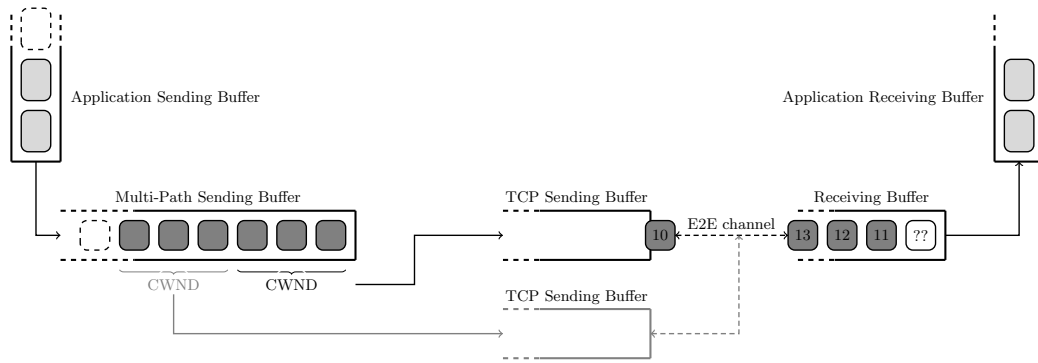 Application Sending Buffer
Application Receiving Buffer
Multi-Path Sending Buffer
TCP Sending Buffer
Receiving Buffer
10
E2E channel
13
12
11
??
CWND
CWND
TCP Sending Buffer